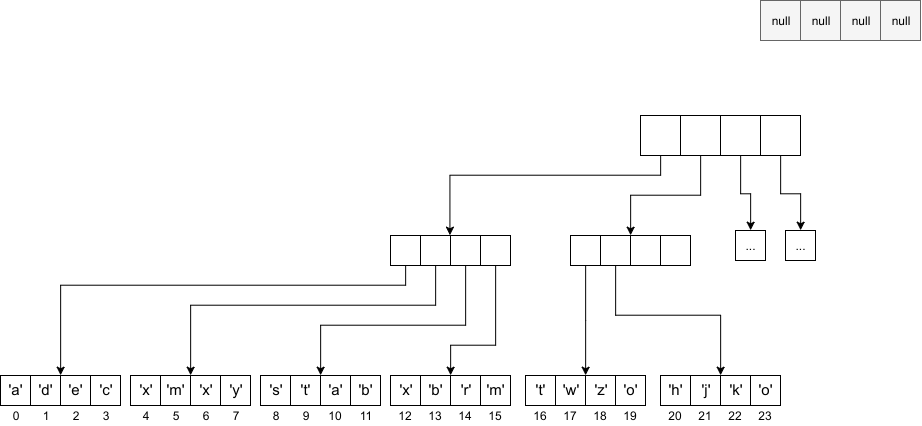 null null null null
... ...
'a' 'd' 'e' 'c' 'x' 'm' 'x' 'y' 's' 't' 'a' 'b' 'x' 'b' 'r' 'm' 't' 'w' 'z' 'o' 'h' 'j' 'k' 'o'
0 1 2 3 4 5 6 7 8 9 10 11 12 13 14 15 16 17 18 19 20 21 22 23